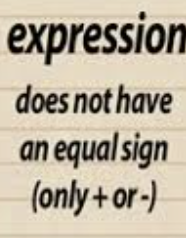 expression
does not have
an equal sign
(only + or -)